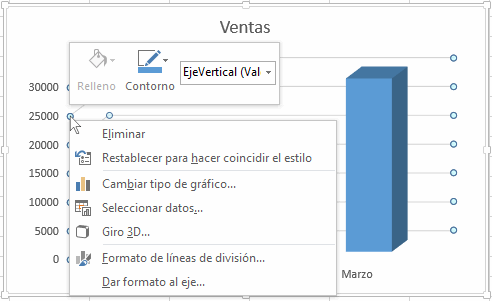 Ventas
Relleno
Contorno
EjeVertical (Val
30000
25000
20000
15000
10000
5000
0
Eliminar
Restablecer para hacer coincidir el estilo
Cambiar tipo de gráfico...
Seleccionar datos...
Giro 3D...
Formato de líneas de división...
Dar formato al eje...
Marzo